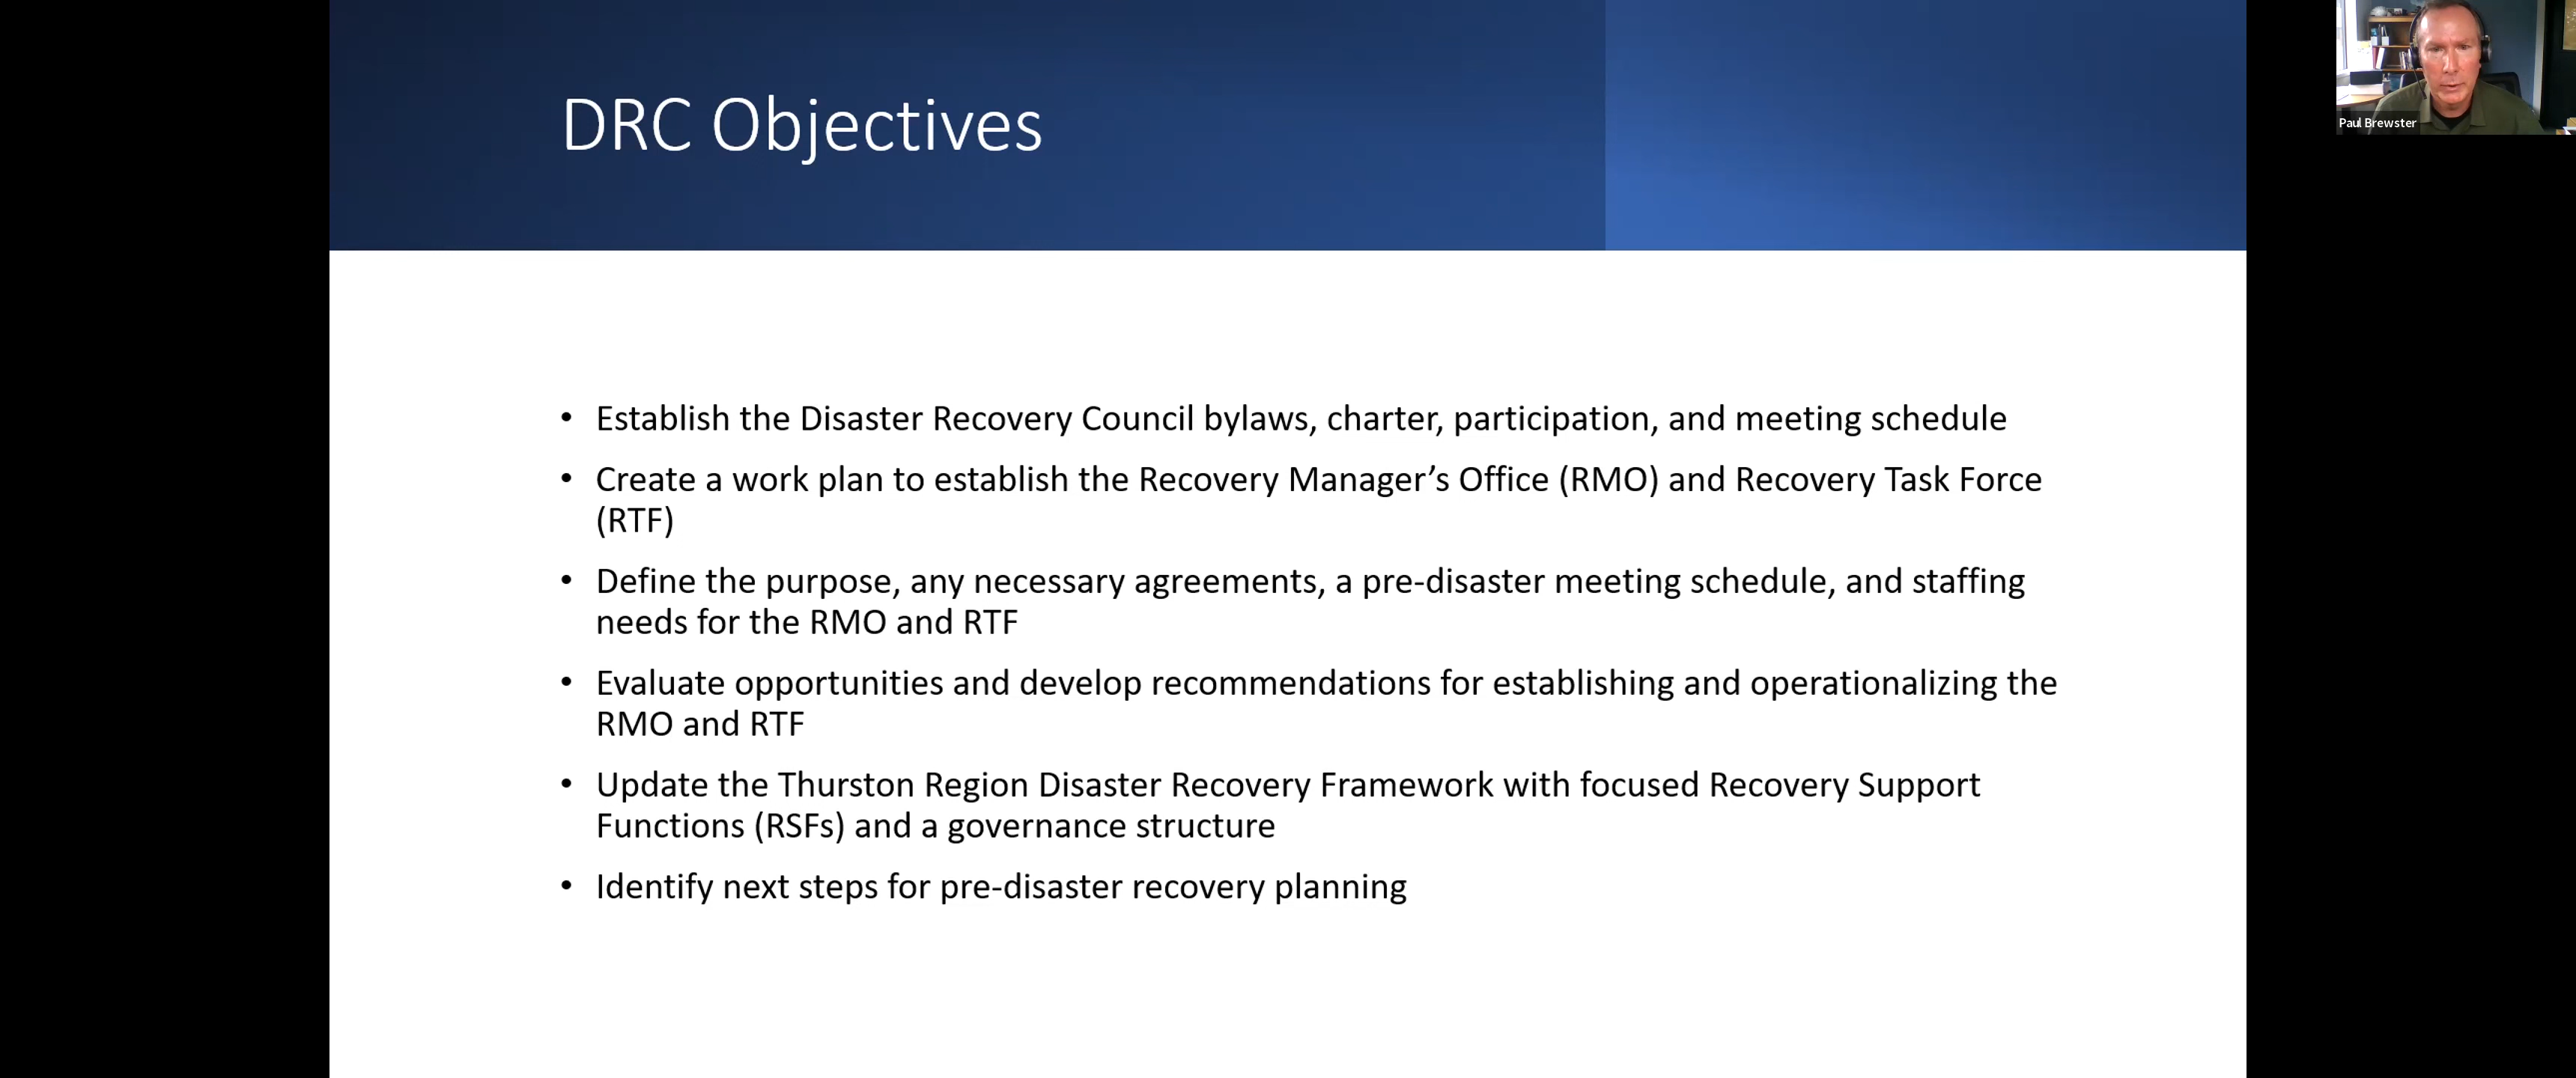 DRC Objectives
Paul Brewster
• Establish the Disaster Recovery Council bylaws, charter, participation, and meeting schedule
• Create a work plan to establish the Recovery Manager’s Office (RMO) and Recovery Task Force
(RTF)
• Define the purpose, any necessary agreements, a pre-disaster meeting schedule, and staffing
needs for the RMO and RTF
• Evaluate opportunities and develop recommendations for establishing and operationalizing the
RMO and RTF
• Update the Thurston Region Disaster Recovery Framework with focused Recovery Support
Functions (RSFs) and a governance structure
• Identify next steps for pre-disaster recovery planning